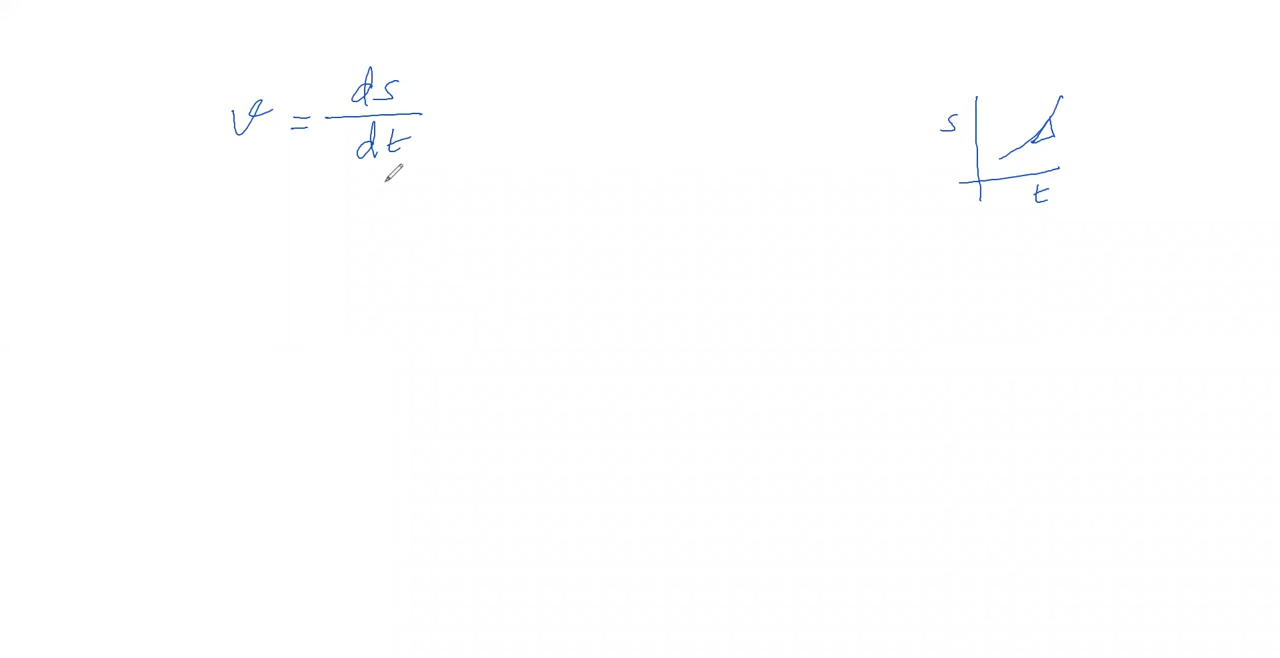 v = ds/dt
s
t